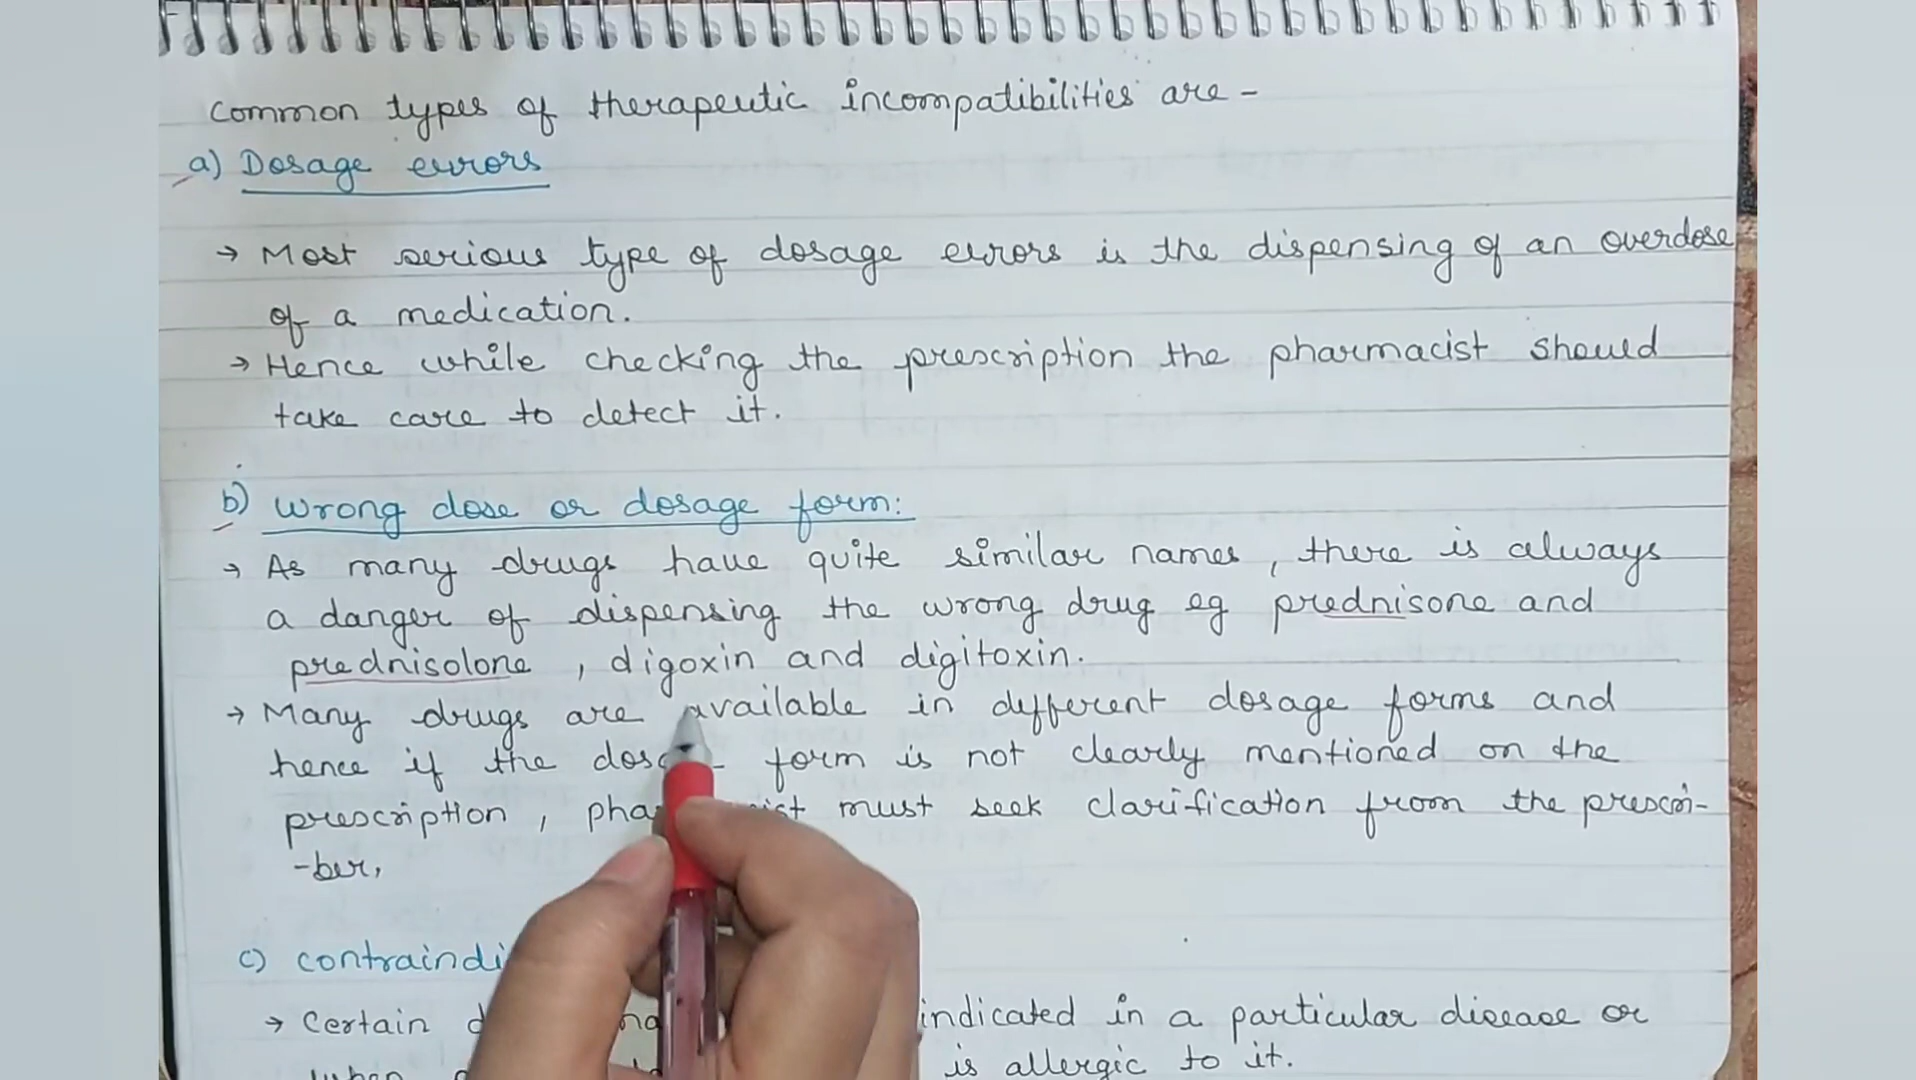 Common types of therapeutic incompatibilities are -
a) Dosage errors
→ Most serious type of dosage errors is the dispensing of an overdose
of a medication.
→ Hence while checking the prescription the pharmacist should
take care to detect it.
b) wrong dose or dosage form:
→ As many drugs have quite similar names, there is always
a danger of dispensing the wrong drug eg prednisone and
prednisolone, digoxin and digitoxin.
→ Many drugs are available in different dosage forms and
hence if the form is not clearly mentioned on the
prescription, must seek clarification from the prescri-
-ber,
c)
→ Certain indicated in a particular disease or
is allergic to it.